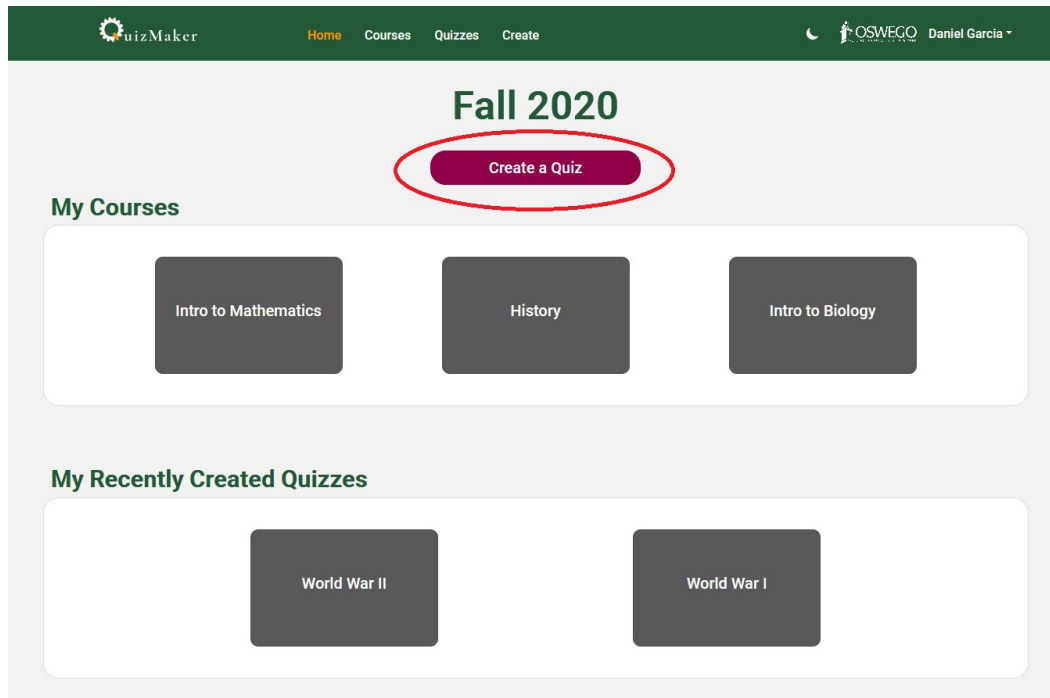 QuizMaker Home Courses Quizzes Create OSWEGO Daniel Garcia
Fall 2020
Create a Quiz
My Courses
Intro to Mathematics History Intro to Biology
My Recently Created Quizzes
World War II World War I